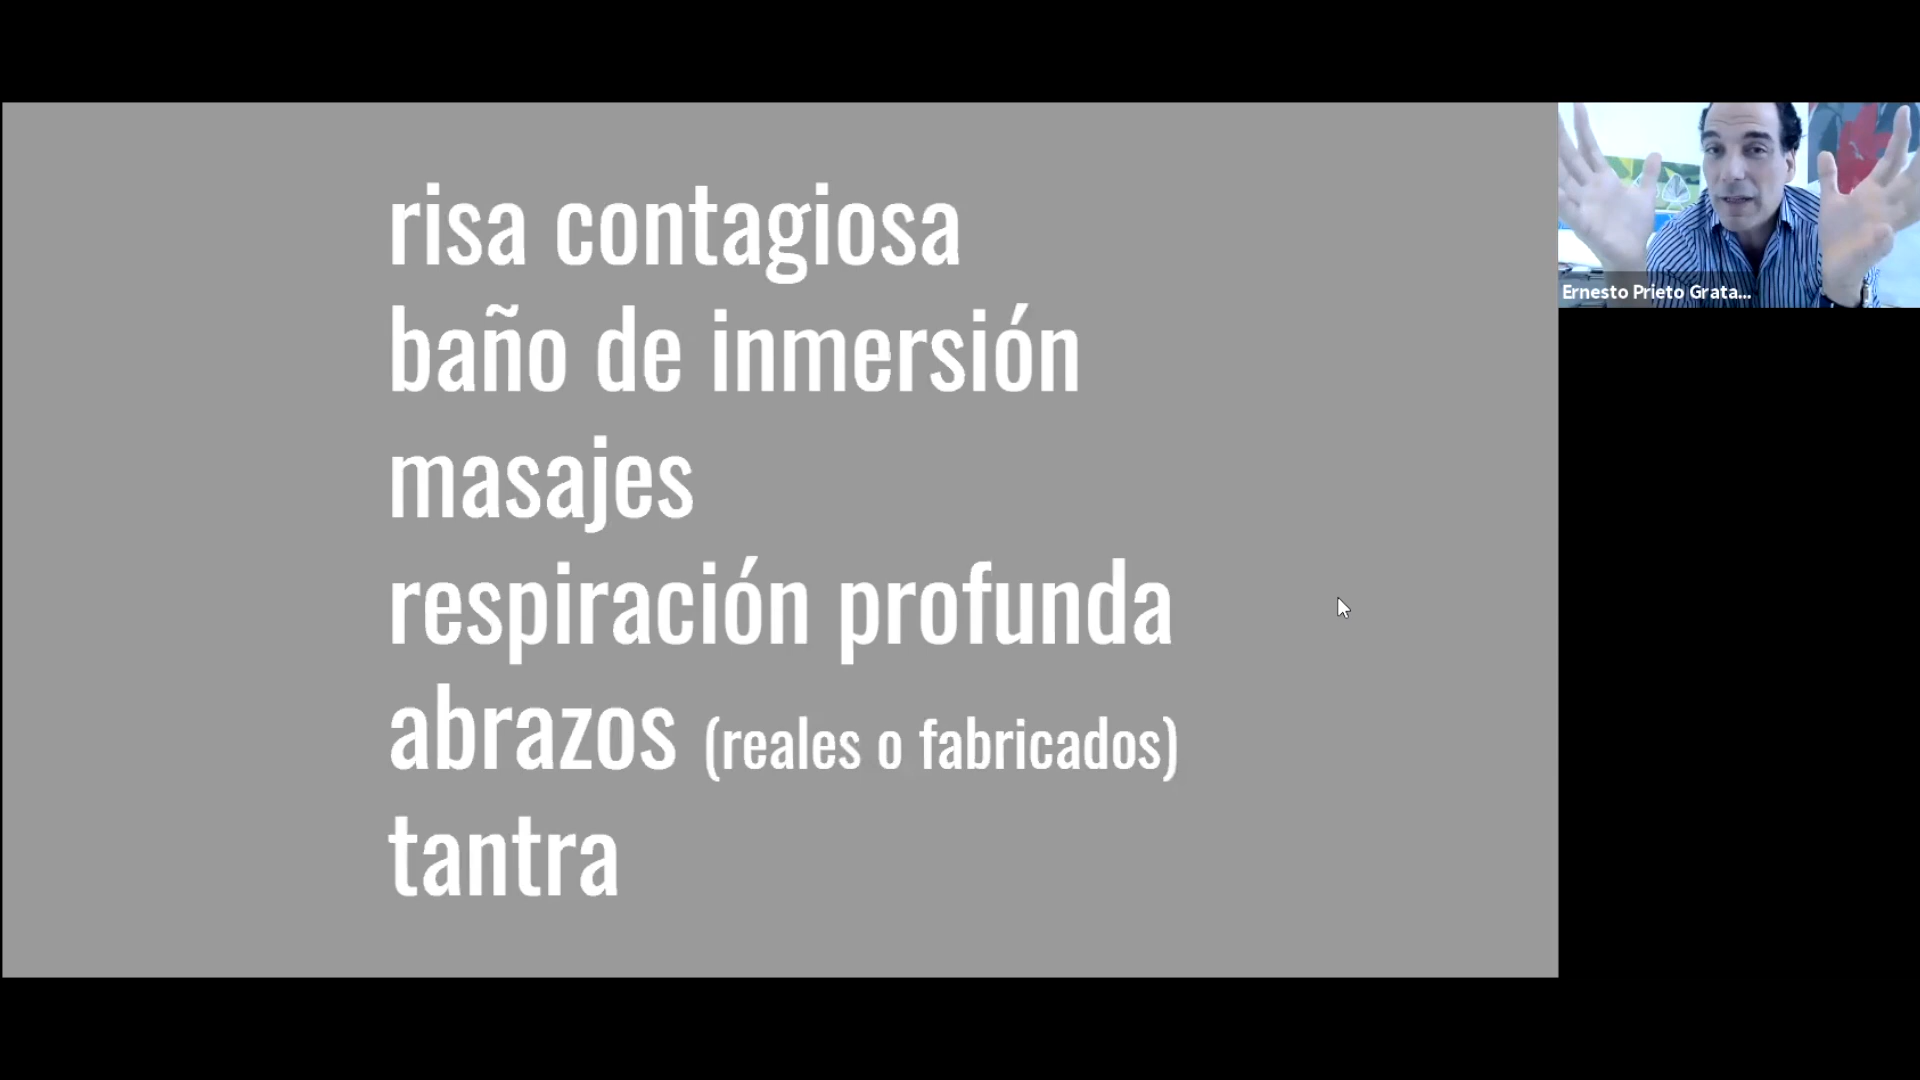 risa contagiosa
baño de inmersión
masajes
respiración profunda
abrazos (reales o fabricados)
tantra
Ernesto Prieto Grata...